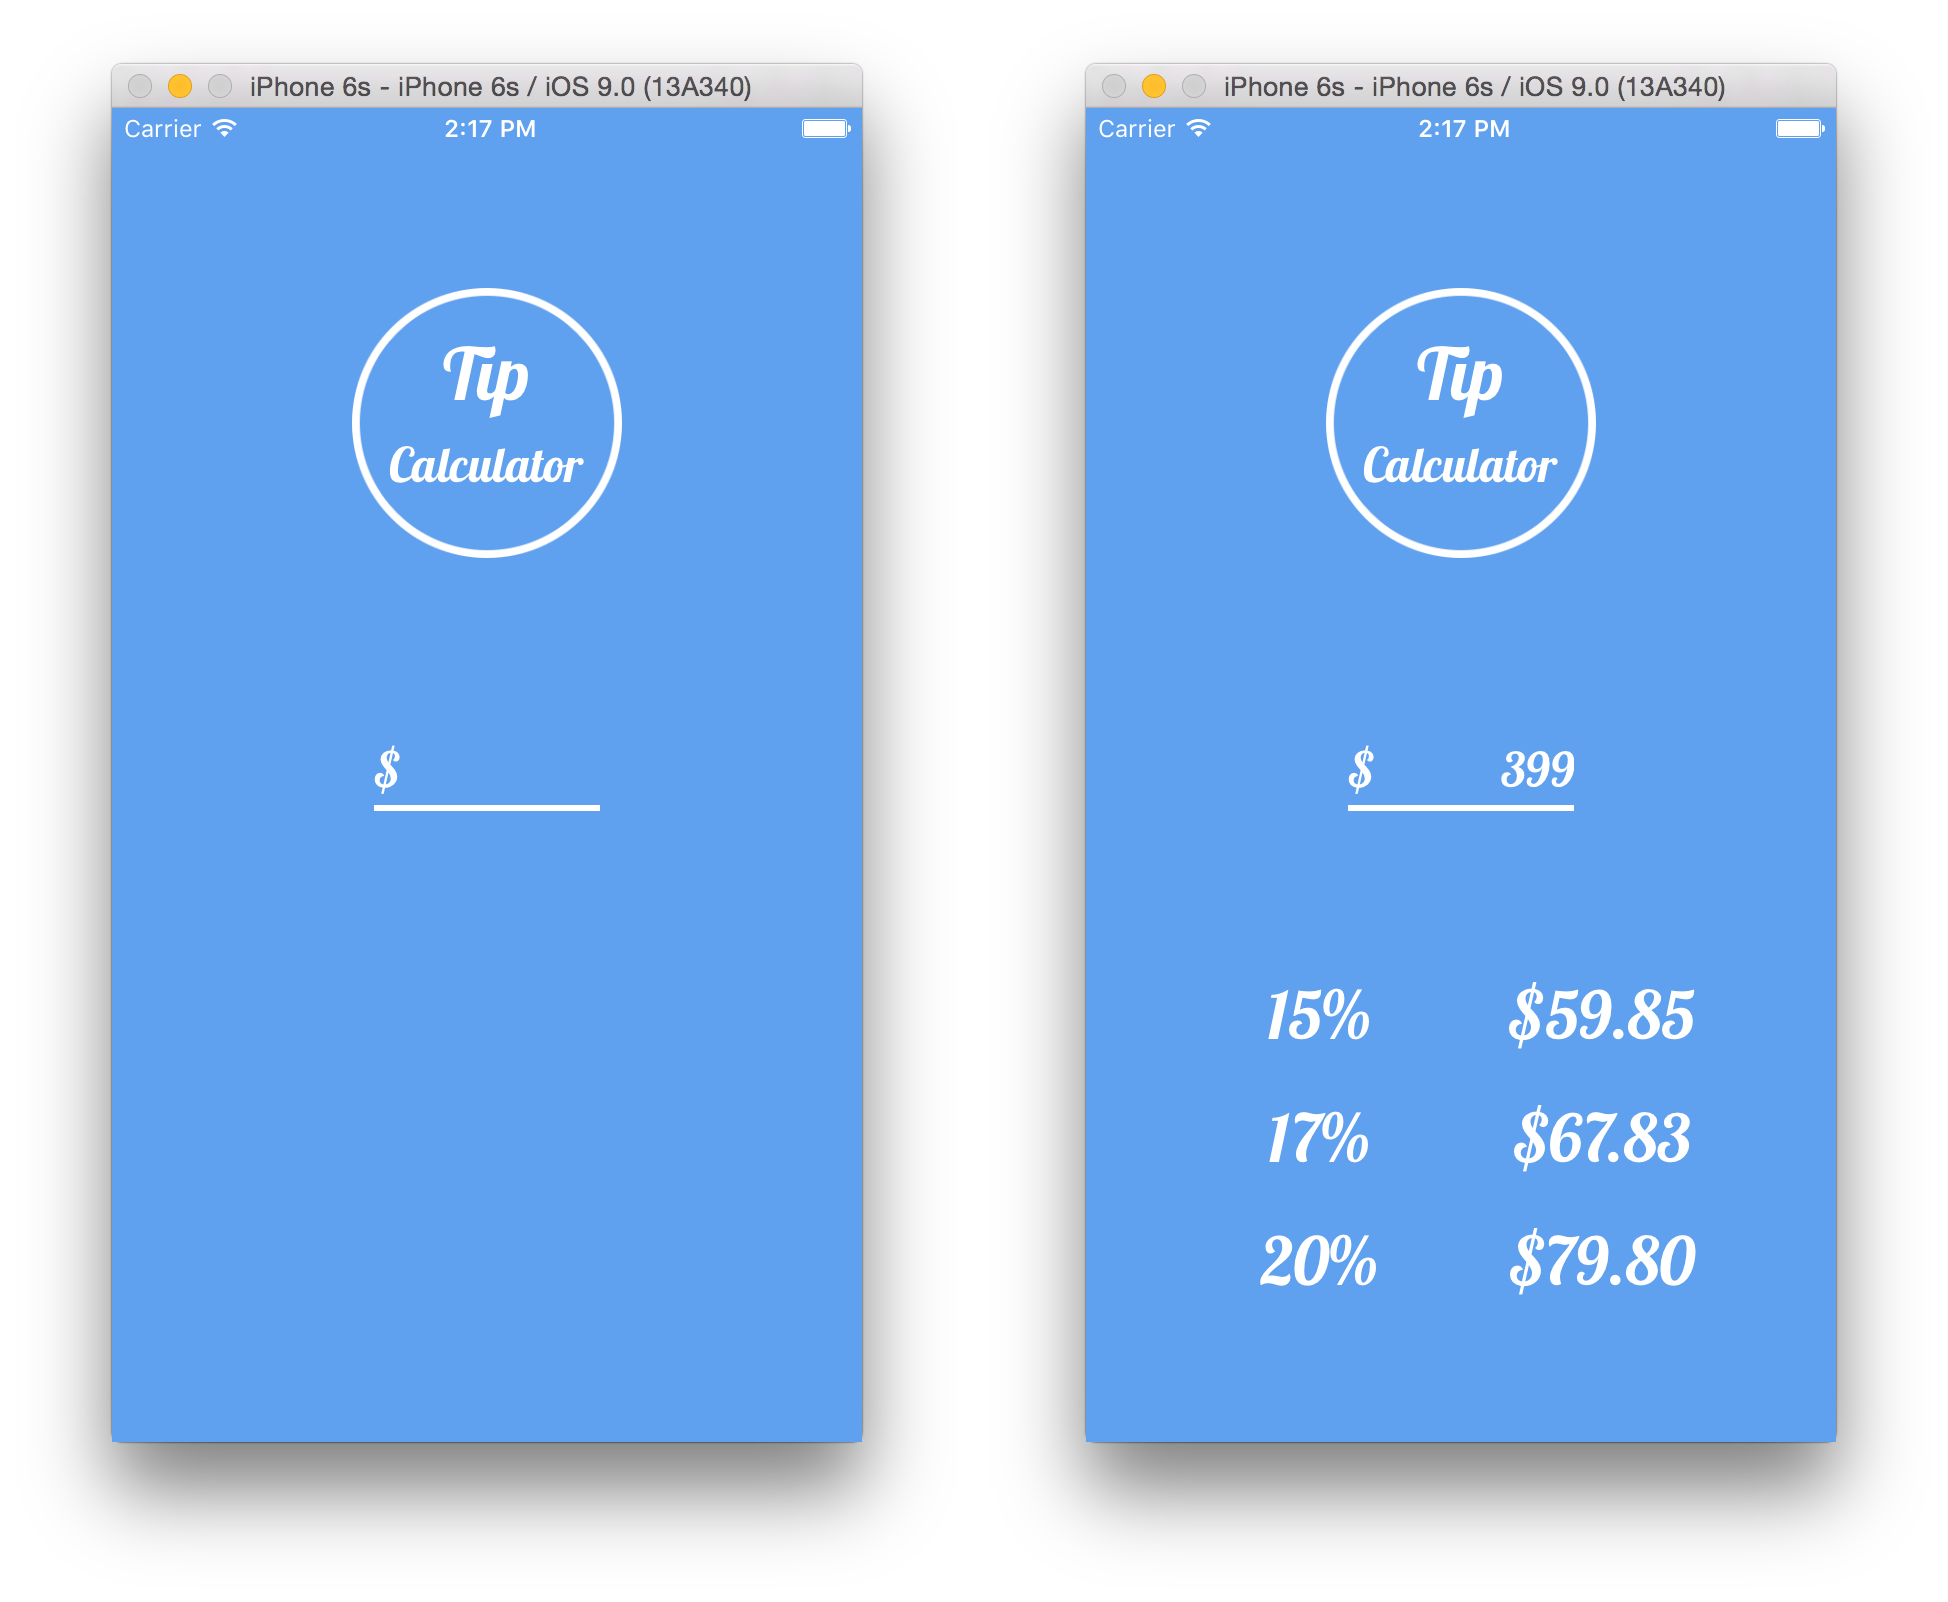 iPhone 6s - iPhone 6s / iOS 9.0 (13A340)
Carrier 2:17 PM
Tip
Calculator
$
iPhone 6s - iPhone 6s / iOS 9.0 (13A340)
Carrier 2:17 PM
Tip
Calculator
$ 399
15% $59.85
17% $67.83
20% $79.80